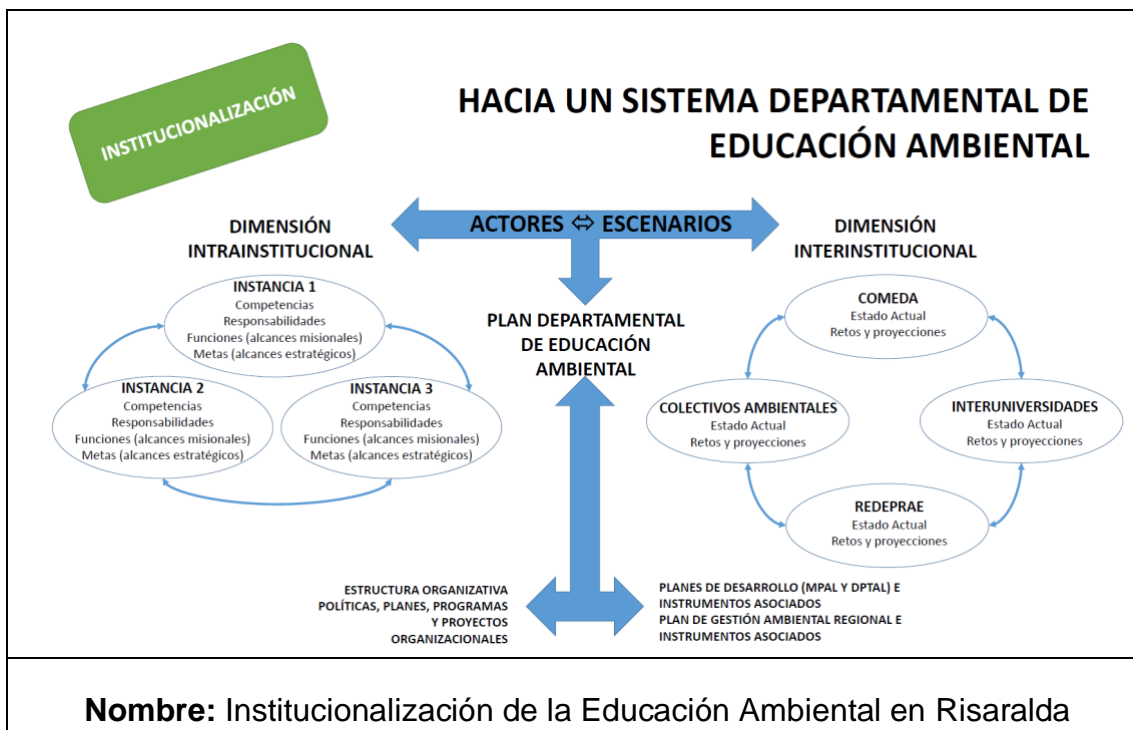 INSTITUCIONALIZACIÓN
HACIA UN SISTEMA DEPARTAMENTAL DE
EDUCACIÓN AMBIENTAL
ACTORES ⇔ ESCENARIOS
DIMENSIÓN
INTRAINSTITUCIONAL
INSTANCIA 1
Competencias
Responsabilidades
Funciones (alcances misionales)
Metas (alcances estratégicos)
INSTANCIA 2
Competencias
Responsabilidades
Funciones (alcances misionales)
Metas (alcances estratégicos)
INSTANCIA 3
Competencias
Responsabilidades
Funciones (alcances misionales)
Metas (alcances estratégicos)
PLAN DEPARTAMENTAL
DE EDUCACIÓN
AMBIENTAL
DIMENSIÓN
INTERINSTITUCIONAL
COMEDA
Estado Actual
Retos y proyecciones
COLECTIVOS AMBIENTALES
Estado Actual
Retos y proyecciones
INTERUNIVERSIDADES
Estado Actual
Retos y proyecciones
REDEPRAE
Estado Actual
Retos y proyecciones
ESTRUCTURA ORGANIZATIVA
POLÍTICAS, PLANES, PROGRAMAS
Y PROYECTOS
ORGANIZACIONALES
PLANES DE DESARROLLO (MPAL Y DPTAL) E
INSTRUMENTOS ASOCIADOS
PLAN DE GESTIÓN AMBIENTAL REGIONAL E
INSTRUMENTOS ASOCIADOS
Nombre: Institucionalización de la Educación Ambiental en Risaralda